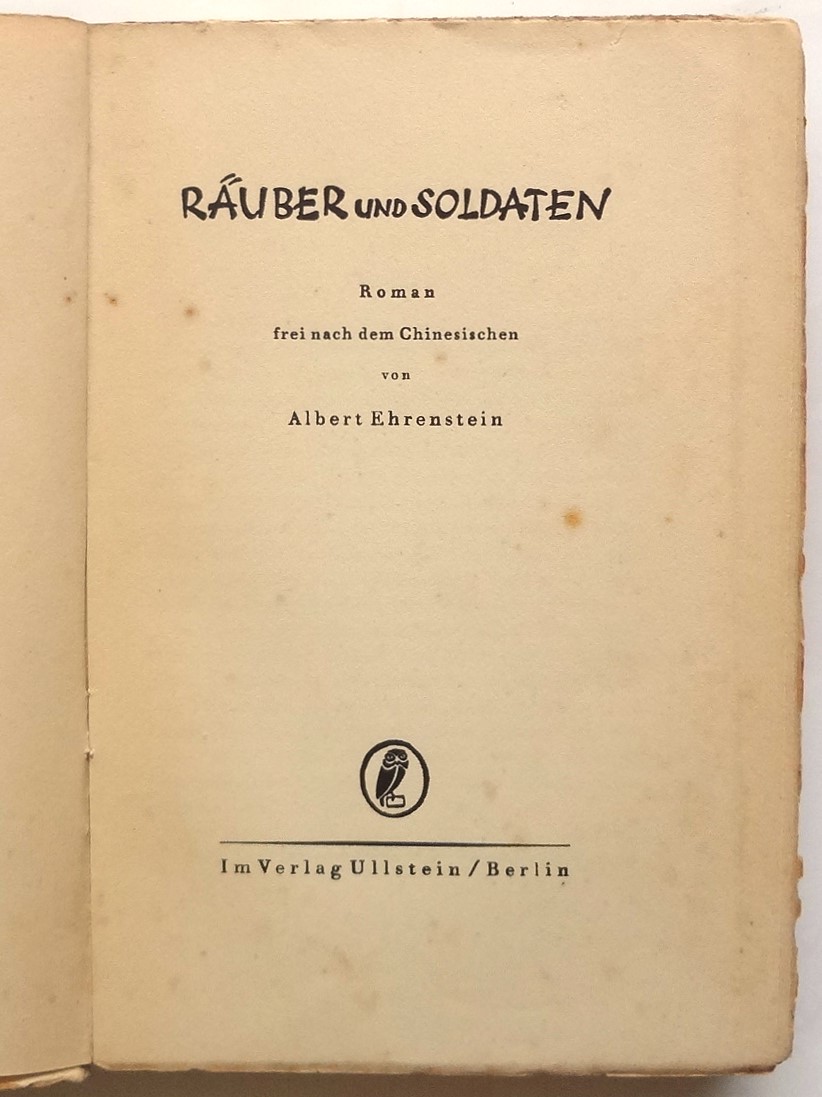 RÄUBER UND SOLDATEN
Roman
frei nach dem Chinesischen
von
Albert Ehrenstein
Im Verlag Ullstein / Berlin